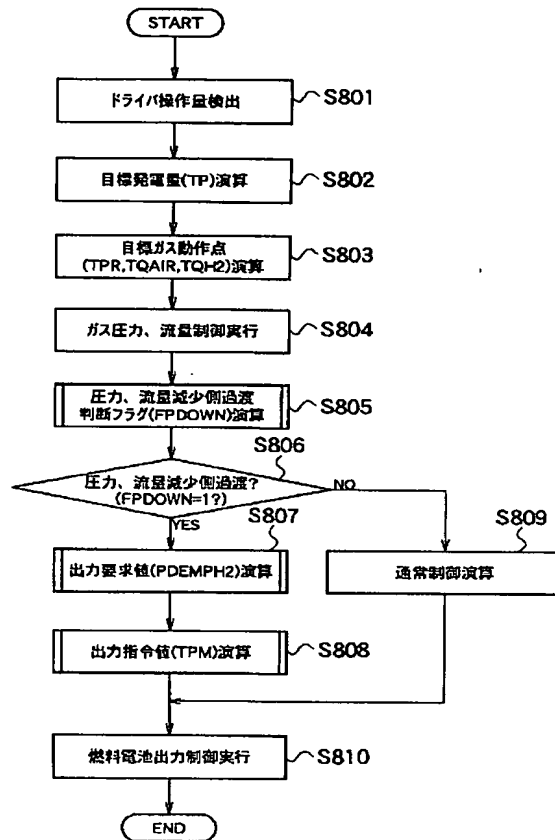 START
ドライバ操作量検出
S801
目標発電量(TP)演算
S802
目標ガス動作点
(TPR,TQAIR,TQH2)演算
S803
ガス圧力、流量制御実行
S804
圧力、流量減少側過渡
判断フラグ(FPDOWN)演算
S805
S806
圧力、流量減少側過渡?
(FPDOWN=1?)
NO
YES
S807
出力要求値(PDEMPH2)演算
S809
通常制御演算
出力指令値(TPM)演算
S808
燃料電池出力制御実行
S810
END